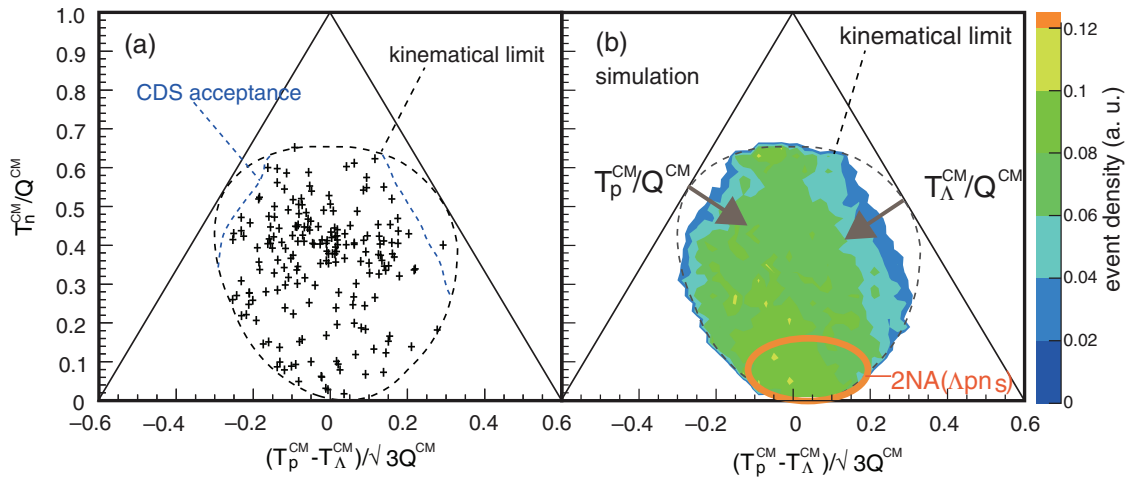 (a)
kinematical limit
CDS acceptance
1.0
0.9
0.8
0.7
0.6
0.5
0.4
0.3
0.2
0.1
0
T_n^CM/Q^CM
−0.6 −0.4 −0.2 0 0.2 0.4
(T_p^CM-T_Λ^CM)/√3Q^CM
(b)
kinematical limit
simulation
T_p^CM/Q^CM
T_Λ^CM/Q^CM
2NA(Λpn_s)
−0.6 −0.4 −0.2 0 0.2 0.4 0.6
(T_p^CM-T_Λ^CM)/√3Q^CM
0.12
0.1
0.08
0.06
0.04
0.02
0
event density (a. u.)